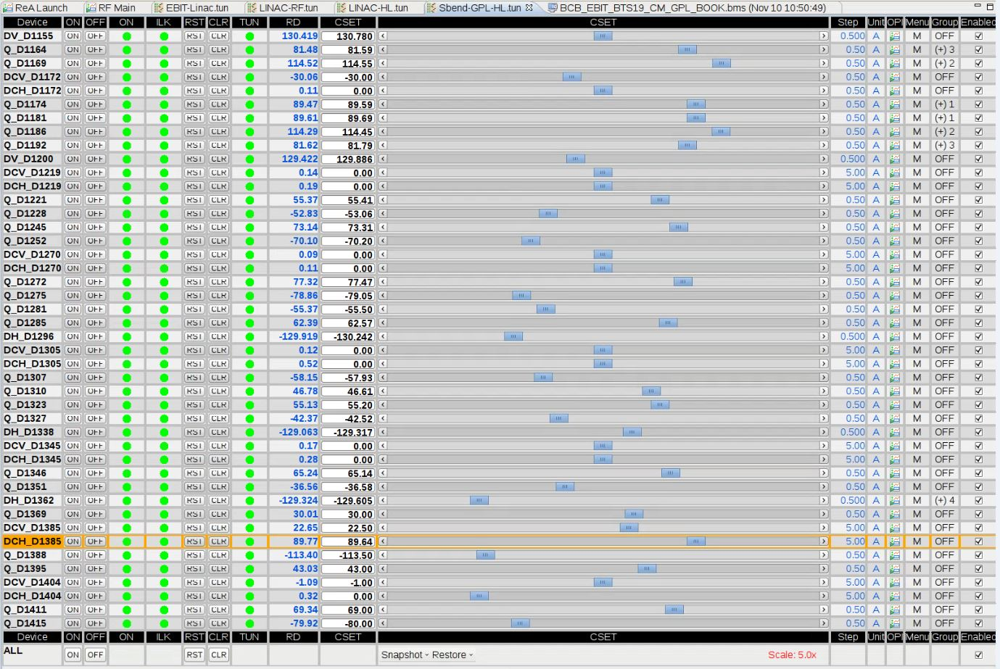 ReA Launch RF Main EBIT-Linac.tun LINAC-RF.tun LINAC-HL.tun Sbend-GPL-HL.tun BCB_EBIT_BTS19_CM_GPL_BOOK.bms (Nov 10 10:50:49)
Device ON OFF ON ILK RST CLR TUN RD CSET CSET Step Unit OPI Menu Group Enabled
DV_D1155 ON OFF RST CLR 130.419 130.780 0.500 A M OFF
Q_D1164 ON OFF RST CLR 81.48 81.59 0.50 A M (+) 3
Q_D1169 ON OFF RST CLR 114.52 114.55 0.50 A M (+) 2
DCV_D1172 ON OFF RST CLR -30.06 -30.00 5.00 A M OFF
DCH_D1172 ON OFF RST CLR 0.11 0.00 5.00 A M OFF
Q_D1174 ON OFF RST CLR 89.47 89.59 0.50 A M (+) 1
Q_D1181 ON OFF RST CLR 89.61 89.69 0.50 A M (+) 1
Q_D1186 ON OFF RST CLR 114.29 114.45 0.50 A M (+) 2
Q_D1192 ON OFF RST CLR 81.62 81.79 0.50 A M (+) 3
DV_D1200 ON OFF RST CLR 129.422 129.886 0.500 A M OFF
DCV_D1219 ON OFF RST CLR 0.14 0.00 5.00 A M OFF
DCH_D1219 ON OFF RST CLR 0.19 0.00 5.00 A M OFF
Q_D1221 ON OFF RST CLR 55.37 55.41 0.50 A M OFF
Q_D1228 ON OFF RST CLR -52.83 -53.06 0.50 A M OFF
Q_D1245 ON OFF RST CLR 73.14 73.31 0.50 A M OFF
Q_D1252 ON OFF RST CLR -70.10 -70.20 0.50 A M OFF
DCV_D1270 ON OFF RST CLR 0.09 0.00 5.00 A M OFF
DCH_D1270 ON OFF RST CLR 0.11 0.00 5.00 A M OFF
Q_D1272 ON OFF RST CLR 77.32 77.47 0.50 A M OFF
Q_D1275 ON OFF RST CLR -78.86 -79.05 0.50 A M OFF
Q_D1281 ON OFF RST CLR -55.37 -55.50 0.50 A M OFF
Q_D1285 ON OFF RST CLR 62.39 62.57 0.50 A M OFF
DH_D1296 ON OFF RST CLR -129.919 -130.242 0.500 A M OFF
DCV_D1305 ON OFF RST CLR 0.12 0.00 5.00 A M OFF
DCH_D1305 ON OFF RST CLR 0.52 0.00 5.00 A M OFF
Q_D1307 ON OFF RST CLR -58.15 -57.93 0.50 A M OFF
Q_D1310 ON OFF RST CLR 46.78 46.61 0.50 A M OFF
Q_D1323 ON OFF RST CLR 55.13 55.20 0.50 A M OFF
Q_D1327 ON OFF RST CLR -42.37 -42.52 0.50 A M OFF
DH_D1338 ON OFF RST CLR -129.063 -129.317 0.500 A M OFF
DCV_D1345 ON OFF RST CLR 0.17 0.00 5.00 A M OFF
DCH_D1345 ON OFF RST CLR 0.28 0.00 5.00 A M OFF
Q_D1346 ON OFF RST CLR 65.24 65.14 0.50 A M OFF
Q_D1351 ON OFF RST CLR -36.56 -36.58 0.50 A M OFF
DH_D1362 ON OFF RST CLR -129.324 -129.605 0.500 A M (+) 4
Q_D1369 ON OFF RST CLR 30.01 30.00 0.50 A M OFF
DCV_D1385 ON OFF RST CLR 22.65 22.50 5.00 A M OFF
DCH_D1385 ON OFF RST CLR 89.77 89.64 5.00 A M OFF
Q_D1388 ON OFF RST CLR -113.40 -113.50 0.50 A M OFF
Q_D1395 ON OFF RST CLR 43.03 43.00 0.50 A M OFF
DCV_D1404 ON OFF RST CLR -1.09 -1.00 5.00 A M OFF
DCH_D1404 ON OFF RST CLR 0.32 0.00 5.00 A M OFF
Q_D1411 ON OFF RST CLR 69.34 69.00 0.50 A M OFF
Q_D1415 ON OFF RST CLR -79.92 -80.00 0.50 A M OFF
Device ON OFF ON ILK RST CLR TUN RD CSET CSET Step Unit OPI Menu Group Enabled
ALL ON OFF RST CLR Snapshot Restore Scale: 5.0x